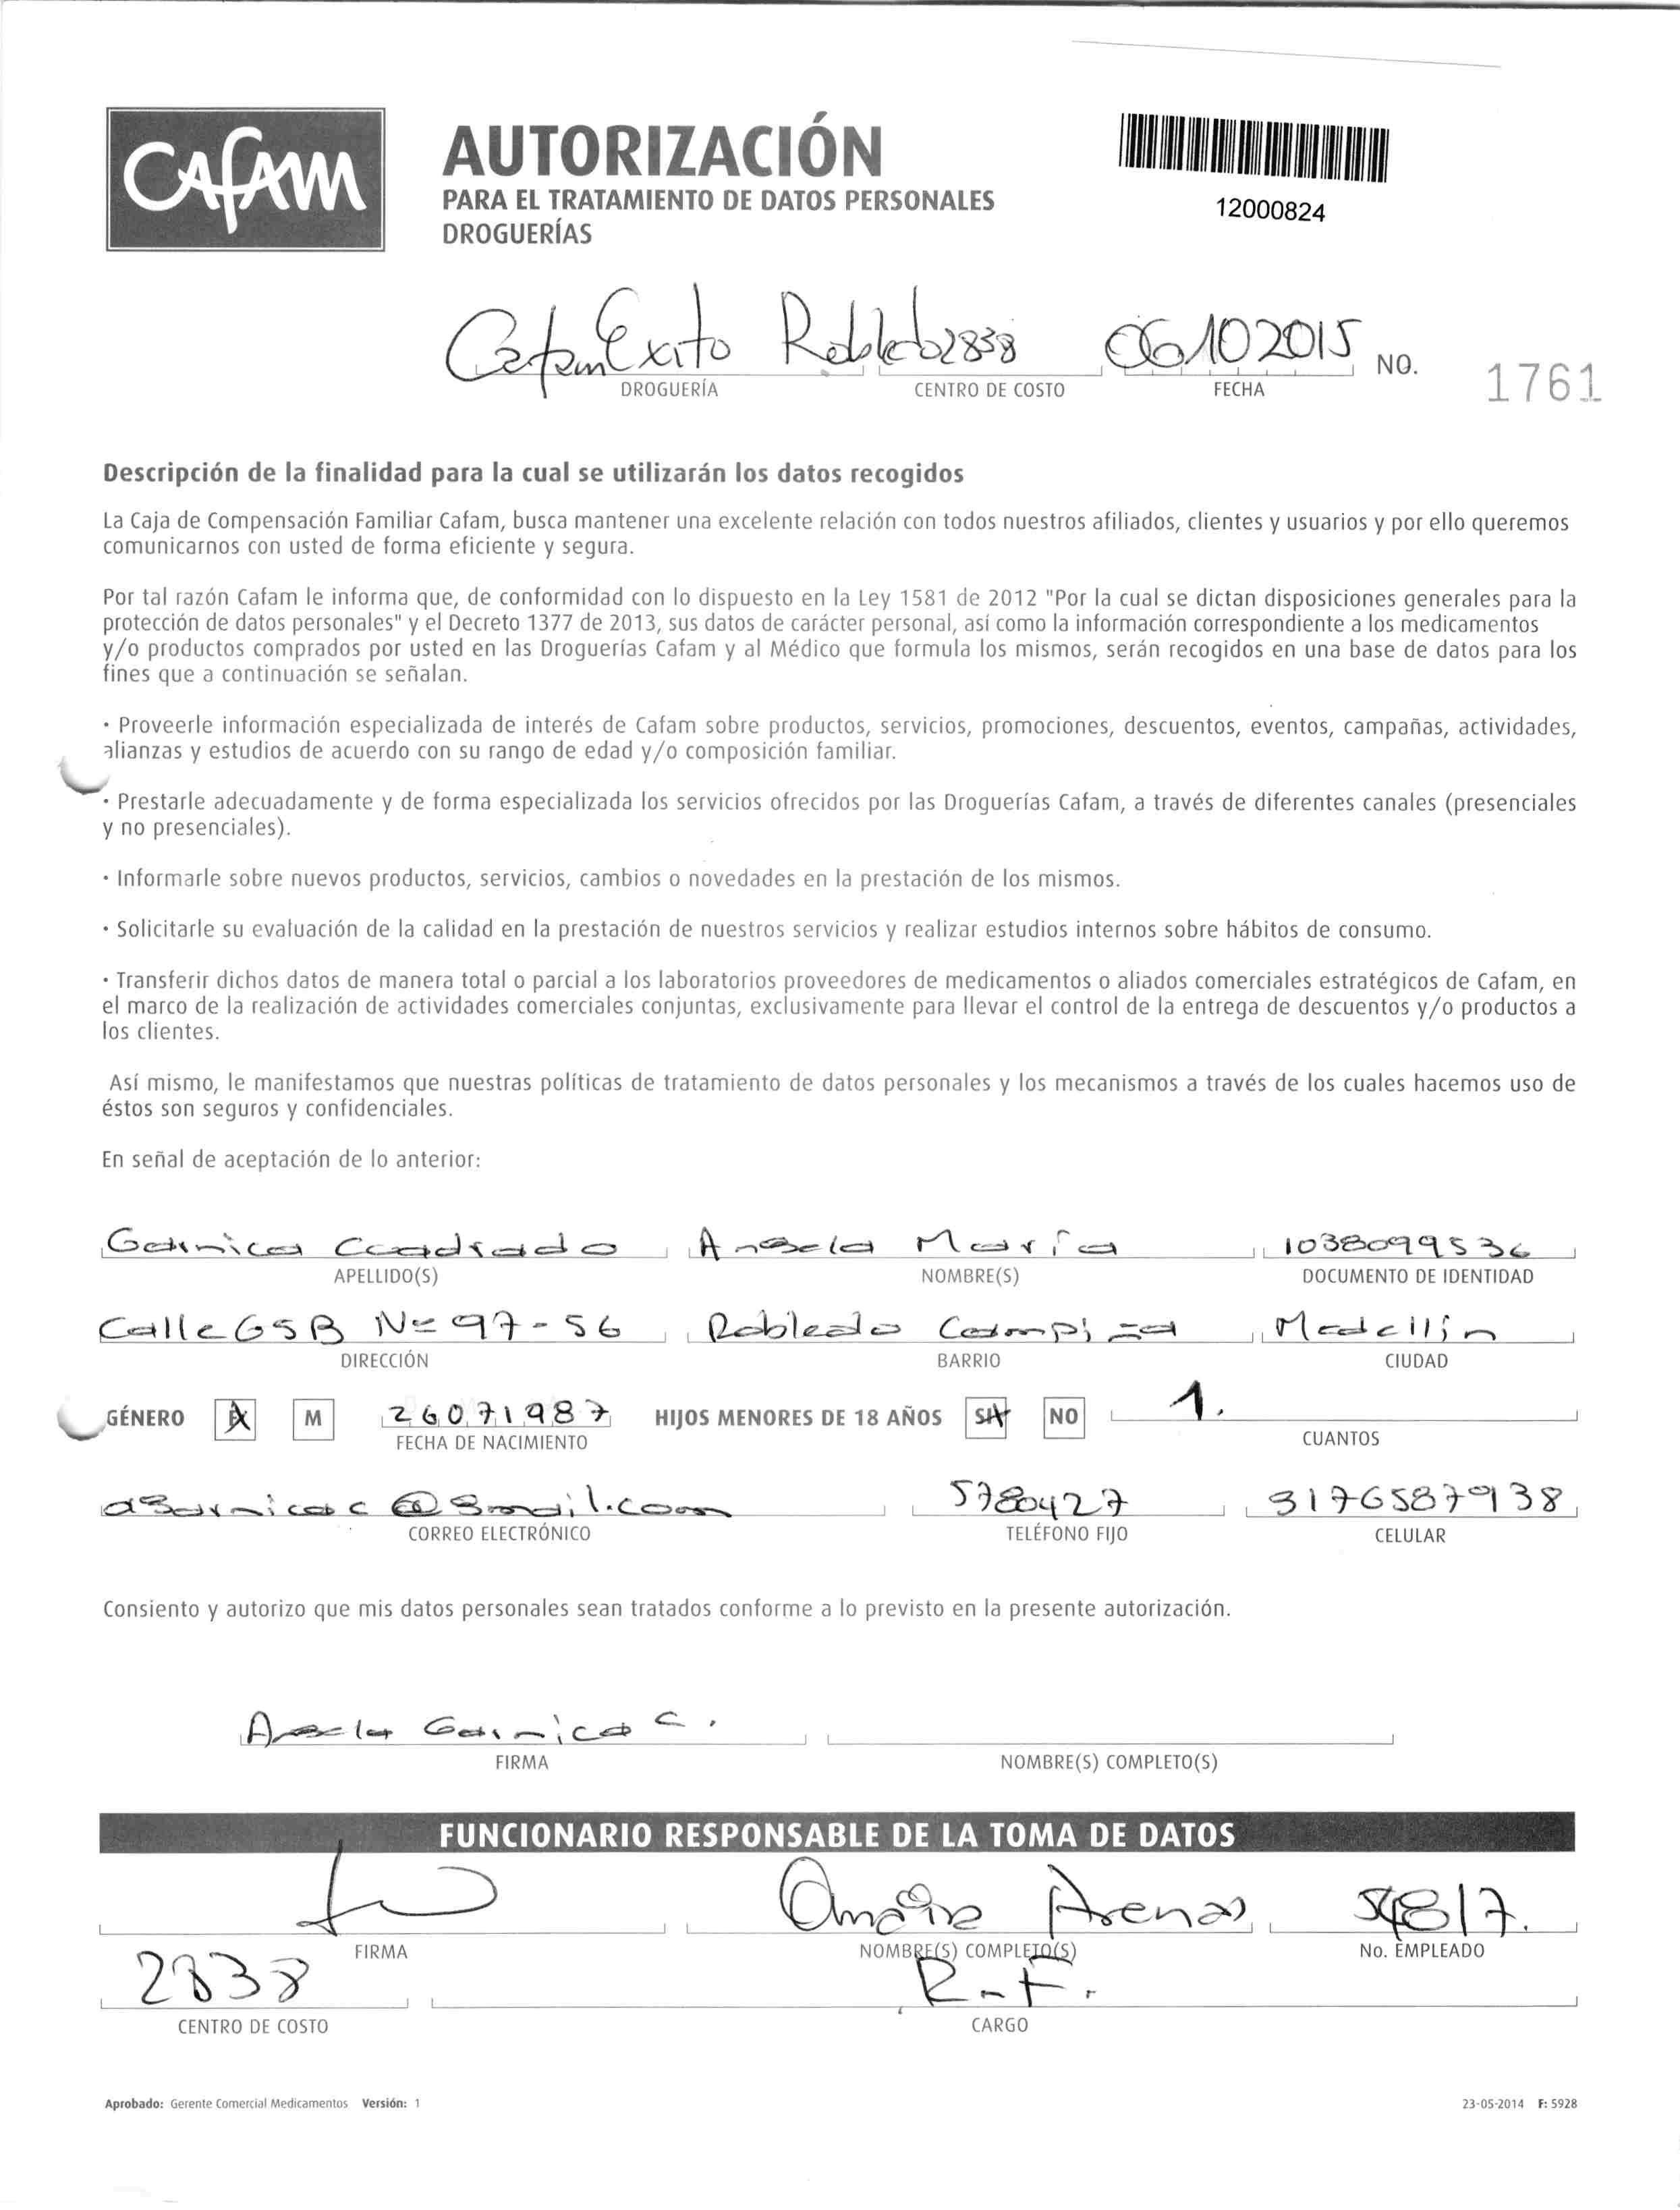 Cafam
AUTORIZACIÓN
PARA EL TRATAMIENTO DE DATOS PERSONALES
DROGUERÍAS
12000824
Cafam Exito Robledo 2838 06102015 NO. 1761
DROGUERÍA CENTRO DE COSTO FECHA
Descripción de la finalidad para la cual se utilizarán los datos recogidos
La Caja de Compensación Familiar Cafam, busca mantener una excelente relación con todos nuestros afiliados, clientes y usuarios y por ello queremos
comunicarnos con usted de forma eficiente y segura.
Por tal razón Cafam le informa que, de conformidad con lo dispuesto en la Ley 1581 de 2012 "Por la cual se dictan disposiciones generales para la
protección de datos personales" y el Decreto 1377 de 2013, sus datos de carácter personal, así como la información correspondiente a los medicamentos
y/o productos comprados por usted en las Droguerías Cafam y al Médico que formula los mismos, serán recogidos en una base de datos para los
fines que a continuación se señalan.
· Proveerle información especializada de interés de Cafam sobre productos, servicios, promociones, descuentos, eventos, campañas, actividades,
alianzas y estudios de acuerdo con su rango de edad y/o composición familiar.
· Prestarle adecuadamente y de forma especializada los servicios ofrecidos por las Droguerías Cafam, a través de diferentes canales (presenciales
y no presenciales).
· Informarle sobre nuevos productos, servicios, cambios o novedades en la prestación de los mismos.
· Solicitarle su evaluación de la calidad en la prestación de nuestros servicios y realizar estudios internos sobre hábitos de consumo.
· Transferir dichos datos de manera total o parcial a los laboratorios proveedores de medicamentos o aliados comerciales estratégicos de Cafam, en
el marco de la realización de actividades comerciales conjuntas, exclusivamente para llevar el control de la entrega de descuentos y/o productos a
los clientes.
Así mismo, le manifestamos que nuestras políticas de tratamiento de datos personales y los mecanismos a través de los cuales hacemos uso de
éstos son seguros y confidenciales.
En señal de aceptación de lo anterior:
Garnica Cuadrado Angela María 1038099536
APELLIDO(S) NOMBRE(S) DOCUMENTO DE IDENTIDAD
Calle 65B Nº 97-56 Robledo Campiña Medellín
DIRECCIÓN BARRIO CIUDAD
GÉNERO F M 26071987 HIJOS MENORES DE 18 AÑOS SI NO 1.
FECHA DE NACIMIENTO CUANTOS
agarnicac@gmail.com 5780427 3176587938
CORREO ELECTRÓNICO TELÉFONO FIJO CELULAR
Consiento y autorizo que mis datos personales sean tratados conforme a lo previsto en la presente autorización.
Angela Garnica C.
FIRMA NOMBRE(S) COMPLETO(S)
FUNCIONARIO RESPONSABLE DE LA TOMA DE DATOS
Arenas 54817.
FIRMA NOMBRE(S) COMPLETO(S) No. EMPLEADO
2838 R-F.
CENTRO DE COSTO CARGO
Aprobado: Gerente Comercial Medicamentos Versión: 1 23-05-2014 F: 5928